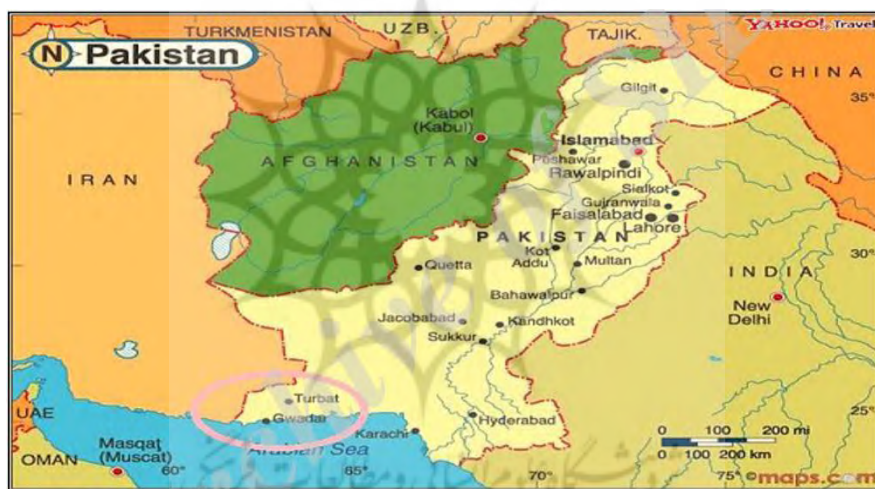 YAHOO! Travel
N Pakistan
TURKMENISTAN
UZB.
TAJIK.
CHINA
35°
Gilgit
Kabol
(Kabul)
AFGHANISTAN
Islamabad
Peshawar
Rawalpindi
IRAN
Sialkot
Gujranwala
Faisalabad
Lahore
PAKISTAN
Kot
Addu
Multan
30°
Quetta
INDIA
Bahawalpur
New
Delhi
Jacobabad
Kandhkot
Sukkur
Turbat
UAE
Gwadar
Hyderabad
25°
Karachi
Arabian Sea
Masqaţ
(Muscat)
OMAN
0 100 200 mi
0 100 200 km
60°
65°
70°
75°
©maps.com